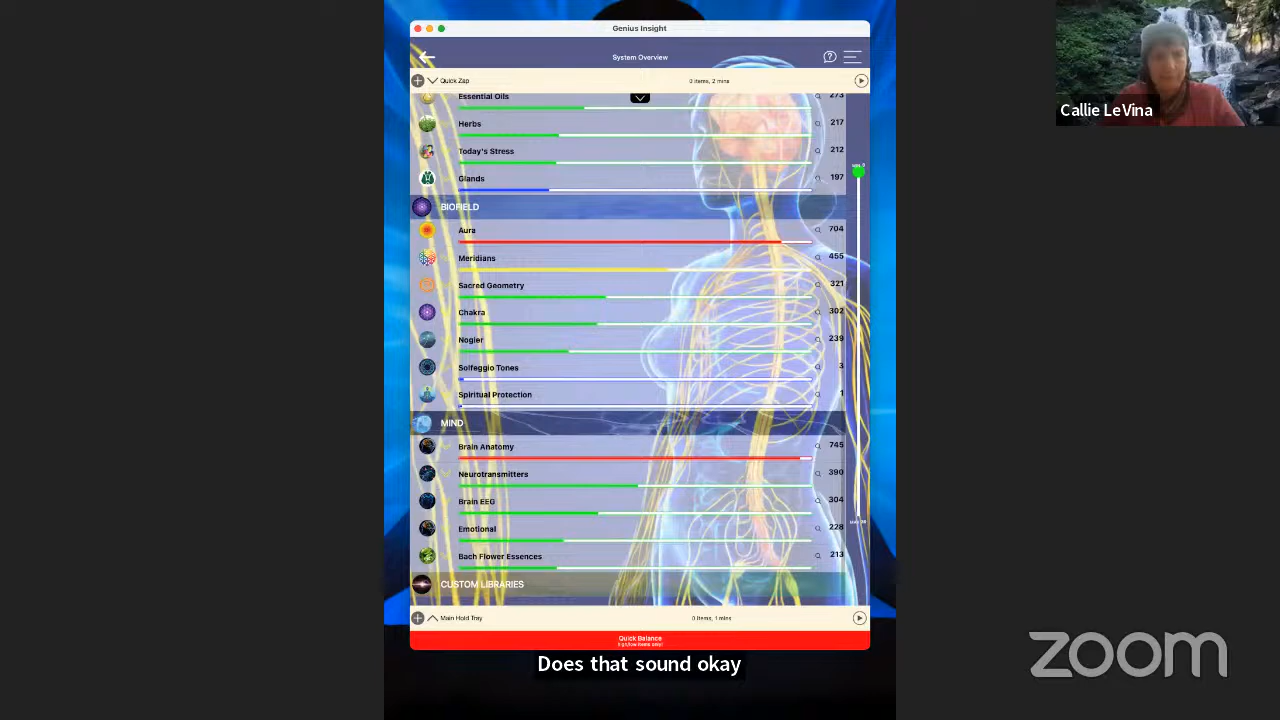 Genius Insight
System Overview
Quick Zap
0 items, 2 mins
Essential Oils 273
Herbs 217
Today's Stress 212
Glands 197
BIOFIELD
Aura 704
Meridians 455
Sacred Geometry 321
Chakra 302
Nogier 239
Solfeggio Tones 3
Spiritual Protection 1
MIND
Brain Anatomy 745
Neurotransmitters 390
Brain EEG 304
Emotional 228
Bach Flower Essences 213
CUSTOM LIBRARIES
Main Hold Tray
0 items, 1 mins
Quick Balance
Does that sound okay
Callie LeVina
zoom